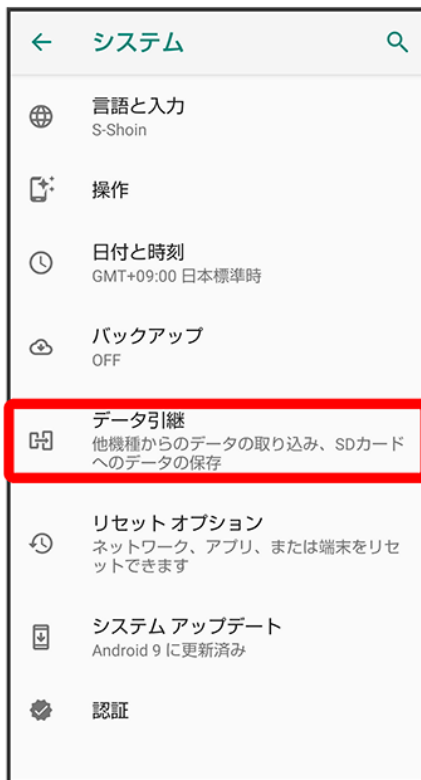 システム
言語と入力
S-Shoin
操作
日付と時刻
GMT+09:00 日本標準時
バックアップ
OFF
データ引継
他機種からのデータの取り込み、SDカード
へのデータの保存
リセット オプション
ネットワーク、アプリ、または端末をリセ
ットできます
システム アップデート
Android 9 に更新済み
認証